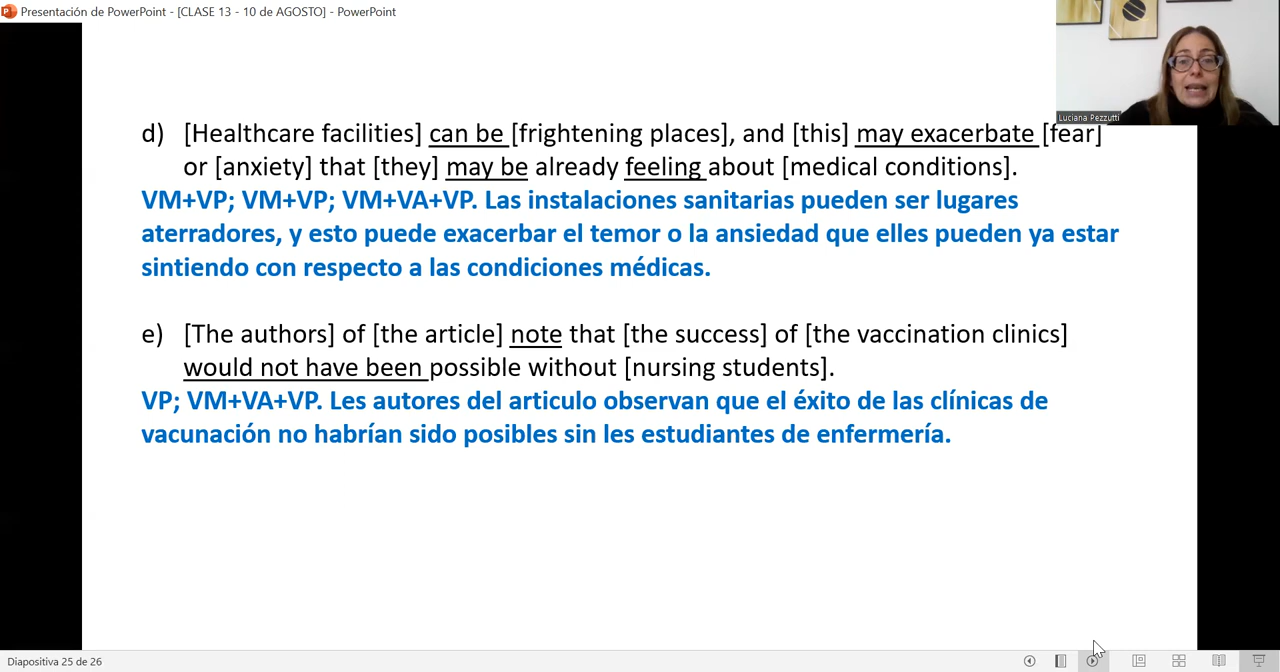 Presentación de PowerPoint - [CLASE 13 - 10 de AGOSTO] - PowerPoint
Luciana Pezzutti
d) [Healthcare facilities] can be [frightening places], and [this] may exacerbate [fear]
or [anxiety] that [they] may be already feeling about [medical conditions].
VM+VP; VM+VP; VM+VA+VP. Las instalaciones sanitarias pueden ser lugares
aterradores, y esto puede exacerbar el temor o la ansiedad que elles pueden ya estar
sintiendo con respecto a las condiciones médicas.
e) [The authors] of [the article] note that [the success] of [the vaccination clinics]
would not have been possible without [nursing students].
VP; VM+VA+VP. Les autores del articulo observan que el éxito de las clínicas de
vacunación no habrían sido posibles sin les estudiantes de enfermería.
Diapositiva 25 de 26